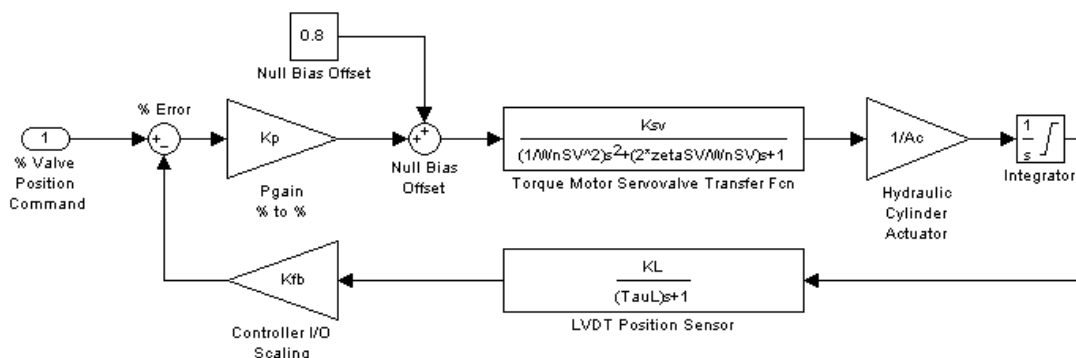 0.8
Null Bias Offset
% Error
1
% Valve
Position
Command
+
−
Kp
Pgain
% to %
+
+
Null Bias
Offset
Ksv
(1/WnSV^2)s²+(2*zetaSV/WnSV)s+1
Torque Motor Servovalve Transfer Fcn
1/Ac
Hydraulic
Cylinder
Actuator
1
s
Integrator
Kfb
Controller I/O
Scaling
KL
(TauL)s+1
LVDT Position Sensor